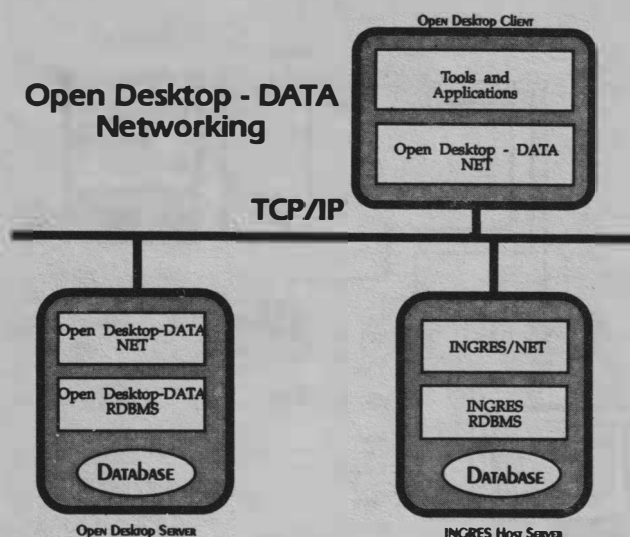 Open Desktop Client
Tools and
Applications
Open Desktop - DATA
NET
Open Desktop - DATA
Networking
TCP/IP
Open Desktop-DATA
NET
Open Desktop-DATA
RDBMS
Database
Open Desktop Server
INGRES/NET
INGRES
RDBMS
Database
INGRES Host Server